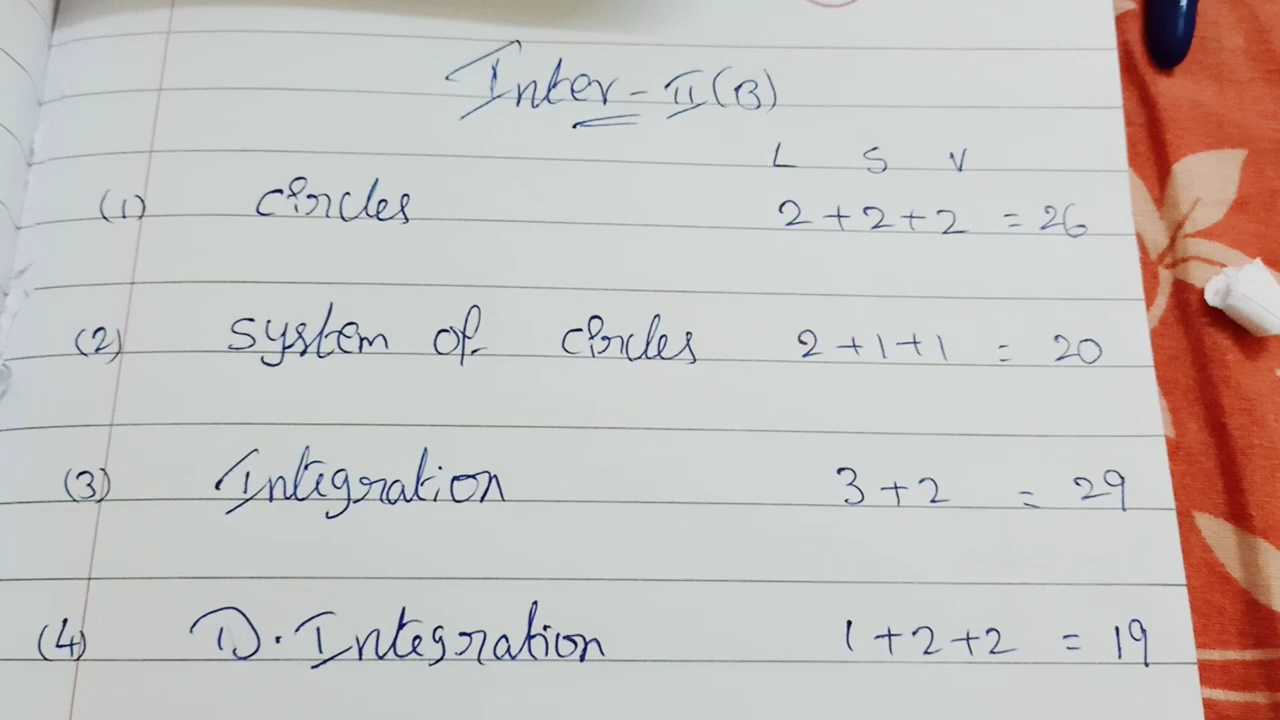 Inter - II(B)
L S V
(1) circles 2 + 2 + 2 = 26
(2) system of circles 2 + 1 + 1 = 20
(3) Integration 3 + 2 = 29
(4) D. Integration 1 + 2 + 2 = 19